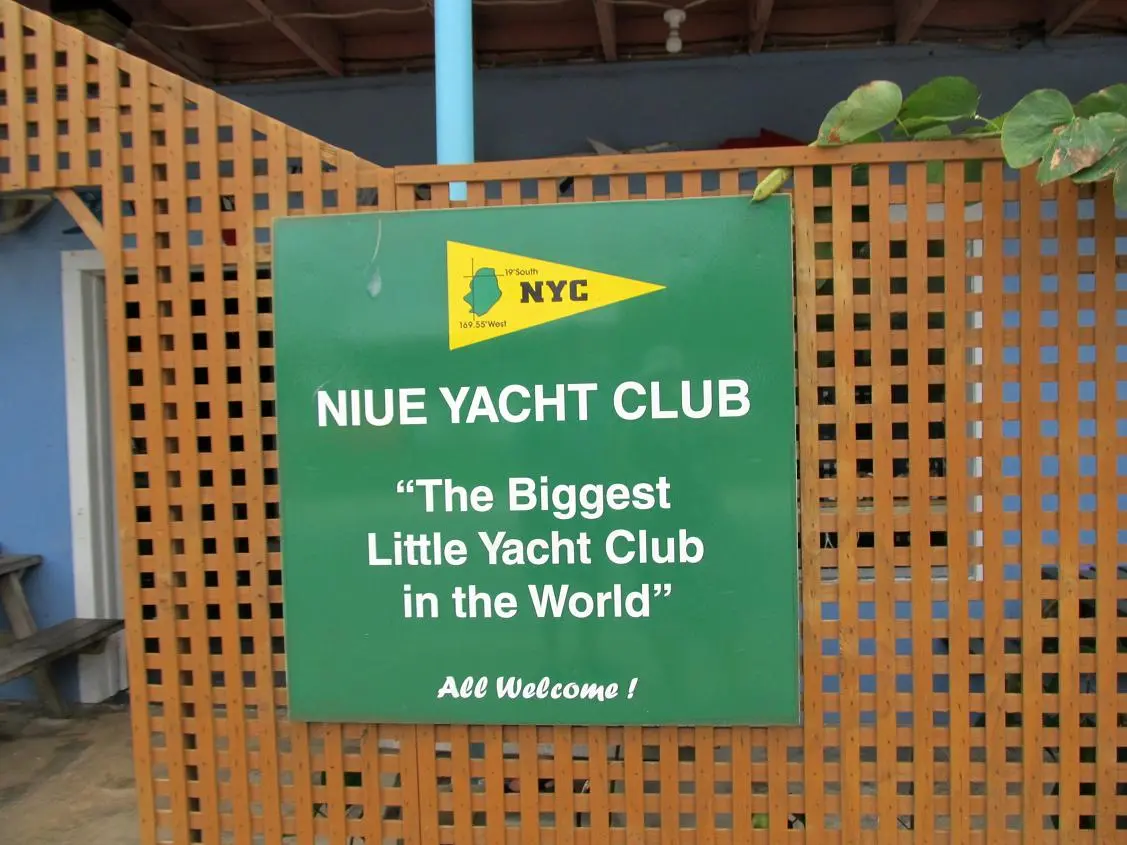 19°South
NYC
169.55°West
NIUE YACHT CLUB
“The Biggest
Little Yacht Club
in the World”
All Welcome !